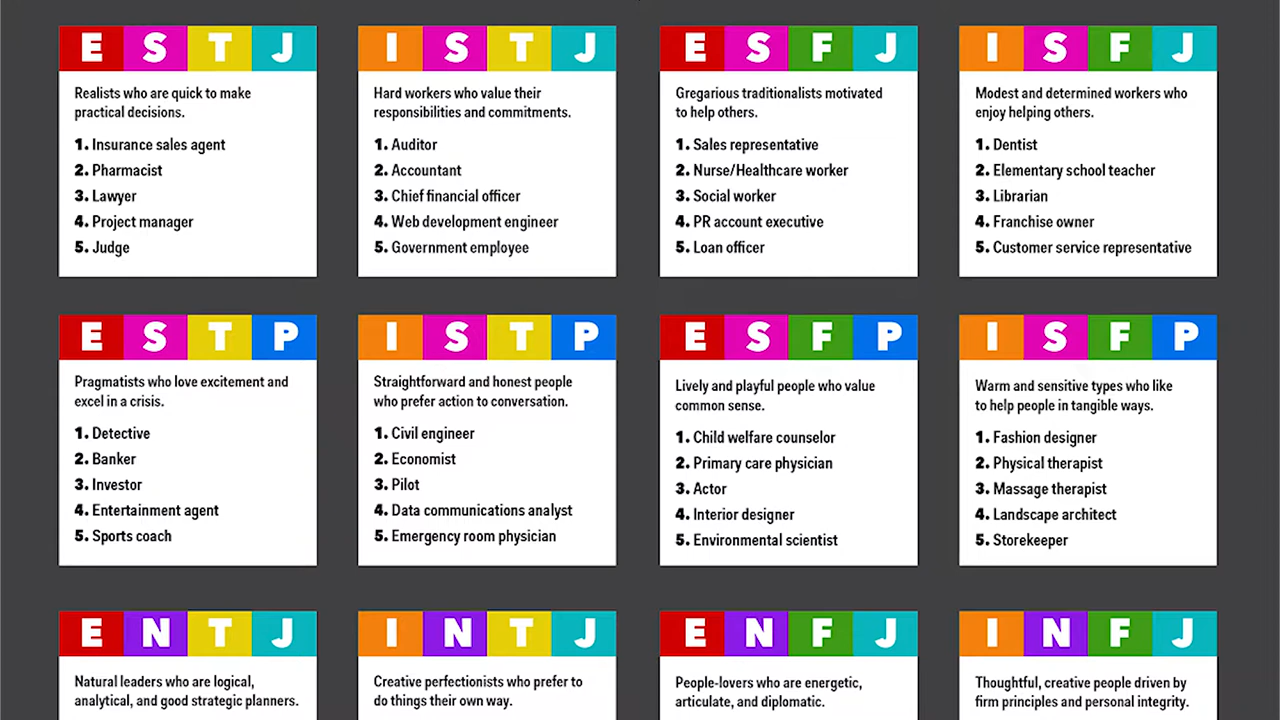 E S T J
Realists who are quick to make
practical decisions.
1. Insurance sales agent
2. Pharmacist
3. Lawyer
4. Project manager
5. Judge
I S T J
Hard workers who value their
responsibilities and commitments.
1. Auditor
2. Accountant
3. Chief financial officer
4. Web development engineer
5. Government employee
E S F J
Gregarious traditionalists motivated
to help others.
1. Sales representative
2. Nurse/Healthcare worker
3. Social worker
4. PR account executive
5. Loan officer
I S F J
Modest and determined workers who
enjoy helping others.
1. Dentist
2. Elementary school teacher
3. Librarian
4. Franchise owner
5. Customer service representative
E S T P
Pragmatists who love excitement and
excel in a crisis.
1. Detective
2. Banker
3. Investor
4. Entertainment agent
5. Sports coach
I S T P
Straightforward and honest people
who prefer action to conversation.
1. Civil engineer
2. Economist
3. Pilot
4. Data communications analyst
5. Emergency room physician
E S F P
Lively and playful people who value
common sense.
1. Child welfare counselor
2. Primary care physician
3. Actor
4. Interior designer
5. Environmental scientist
I S F P
Warm and sensitive types who like
to help people in tangible ways.
1. Fashion designer
2. Physical therapist
3. Massage therapist
4. Landscape architect
5. Storekeeper
E N T J
Natural leaders who are logical,
analytical, and good strategic planners.
I N T J
Creative perfectionists who prefer to
do things their own way.
E N F J
People-lovers who are energetic,
articulate, and diplomatic.
I N F J
Thoughtful, creative people driven by
firm principles and personal integrity.